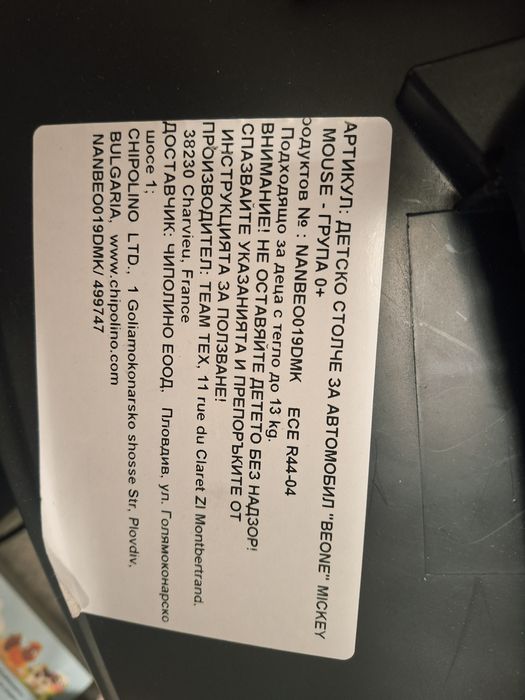 АРТИКУЛ: ДЕТСКО СТОЛЧЕ ЗА АВТОМОБИЛ "BEONE" MICKEY
MOUSE - ГРУПА 0+
родуктов № : NANBEO019DMK ECE R44-04
Подходящо за деца с тегло до 13 kg.
ВНИМАНИЕ! НЕ ОСТАВЯЙТЕ ДЕТЕТО БЕЗ НАДЗОР!
СПАЗВАЙТЕ УКАЗАНИЯТА И ПРЕПОРЪКИТЕ ОТ
ИНСТРУКЦИЯТА ЗА ПОЛЗВАНЕ!
ПРОИЗВОДИТЕЛ: TEAM TEX, 11 rue du Claret ZI Montbertrand.
38230 Charvieu, France
ДОСТАВЧИК: ЧИПОЛИНО ЕООД, Пловдив, ул. Голямоконарско
шосе 1;
CHIPOLINO LTD., 1 Goliamokonarsko shosse Str, Plovdiv,
BULGARIA, www.chipolino.com
NANBEO019DMK/ 499747